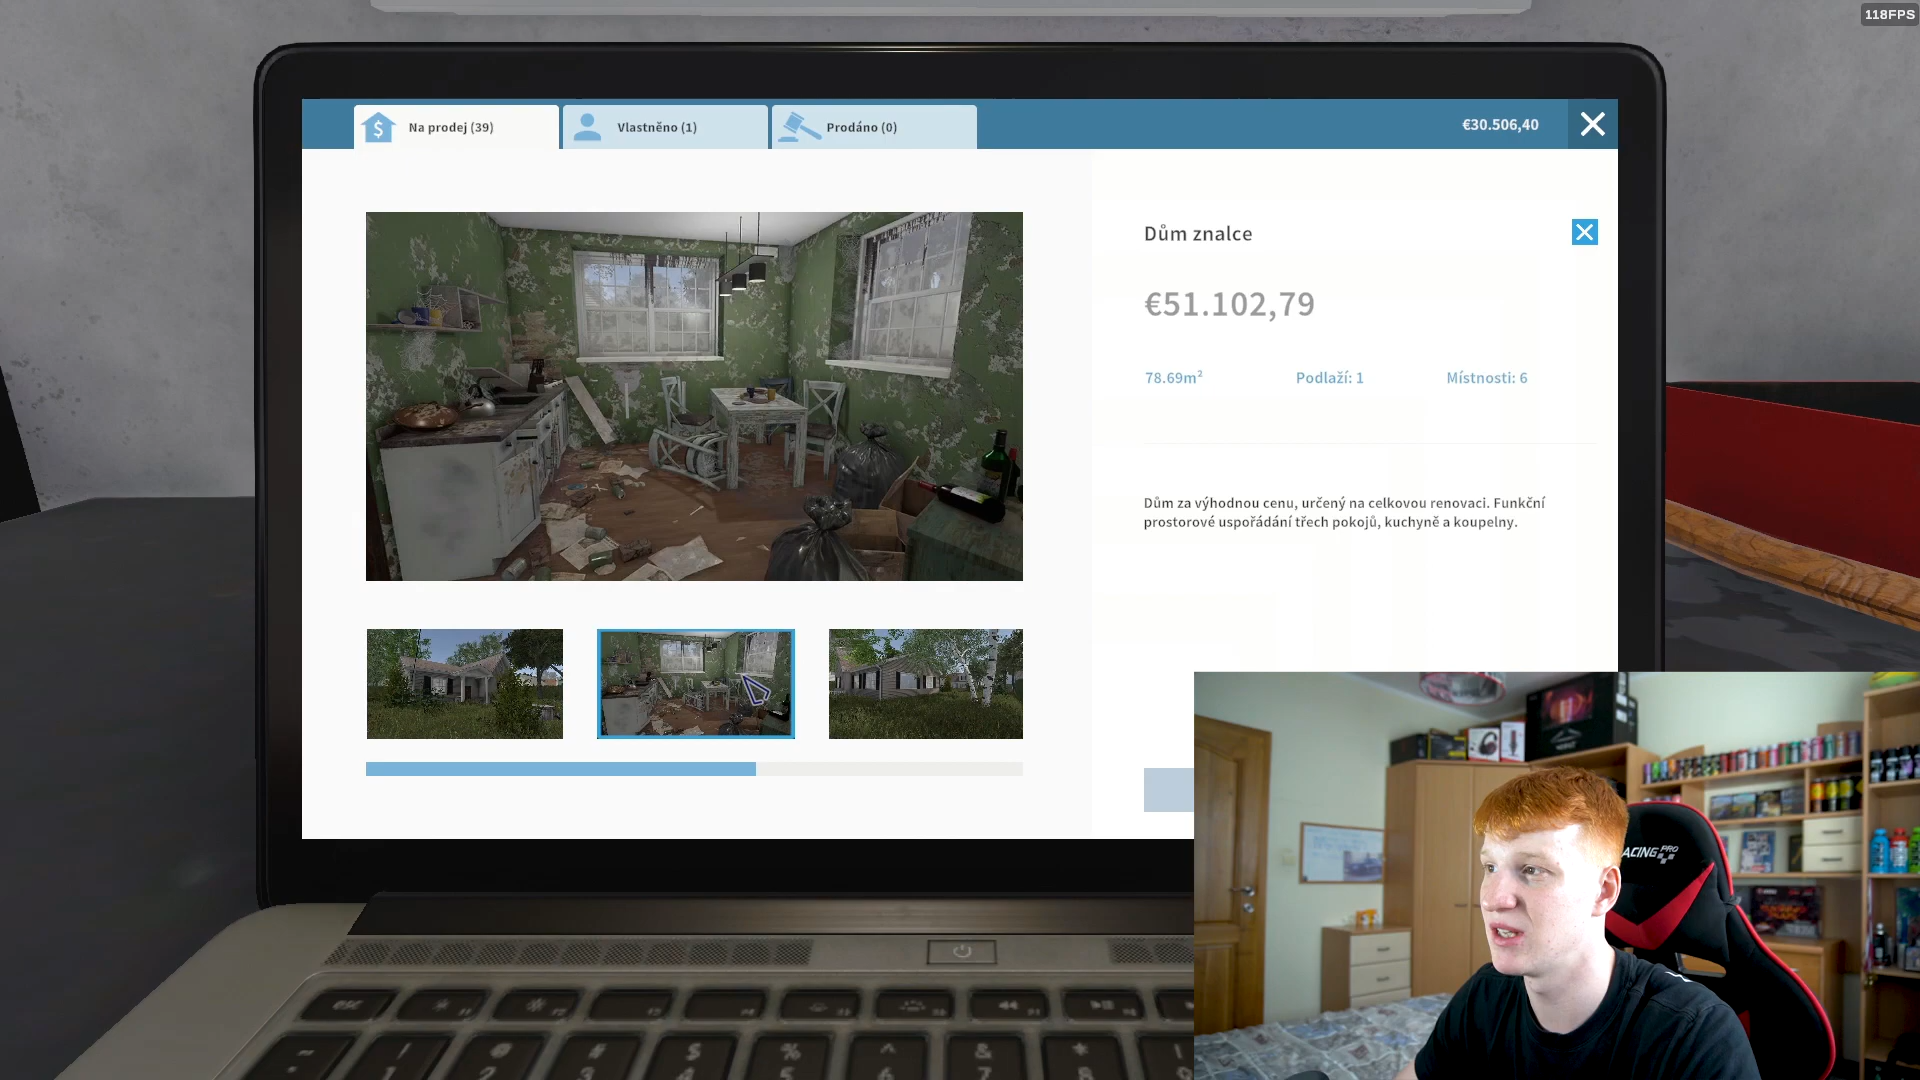 118FPS
Na prodej (39)
Vlastněno (1)
Prodáno (0)
€30.506,40
Dům znalce
€51.102,79
78.69m²
Podlaží: 1
Místnosti: 6
Dům za výhodnou cenu, určený na celkovou renovaci. Funkční
prostorové uspořádání třech pokojů, kuchyně a koupelny.
ACING PRO
esc